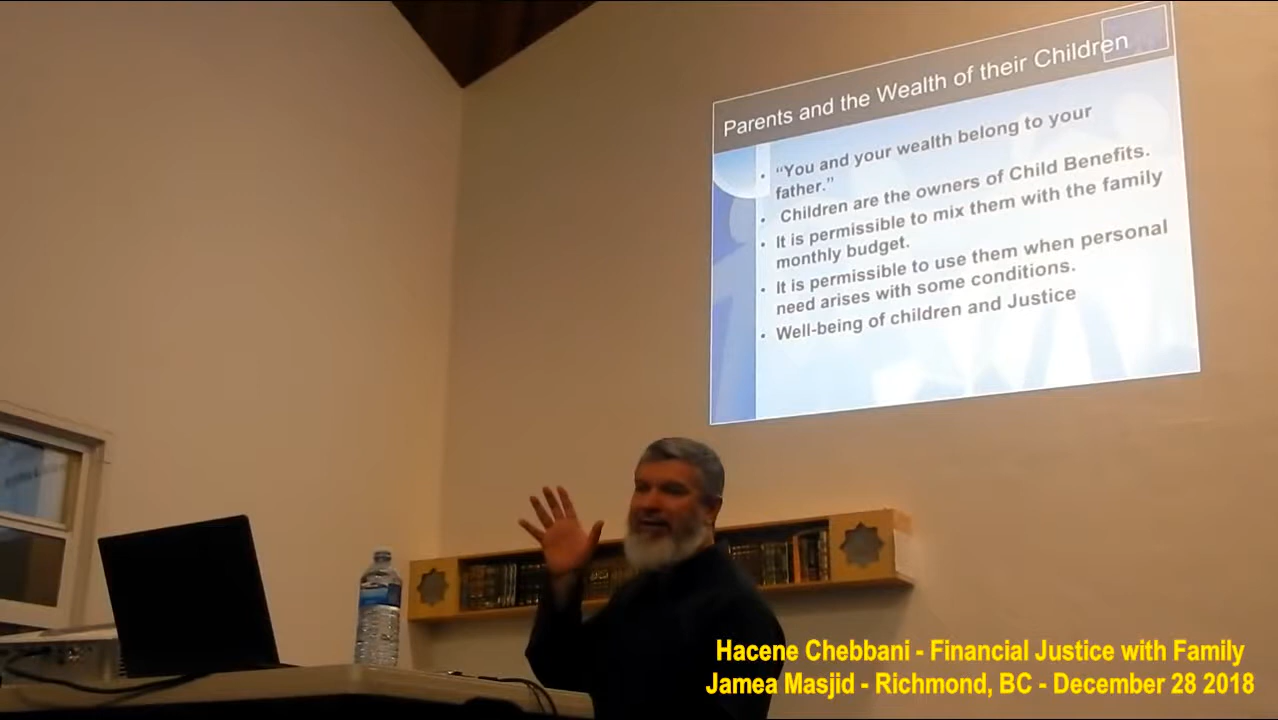 Parents and the Wealth of their Children
• “You and your wealth belong to your
father.”
• Children are the owners of Child Benefits.
• It is permissible to mix them with the family
monthly budget.
• It is permissible to use them when personal
need arises with some conditions.
• Well-being of children and Justice
Hacene Chebbani - Financial Justice with Family
Jamea Masjid - Richmond, BC - December 28 2018